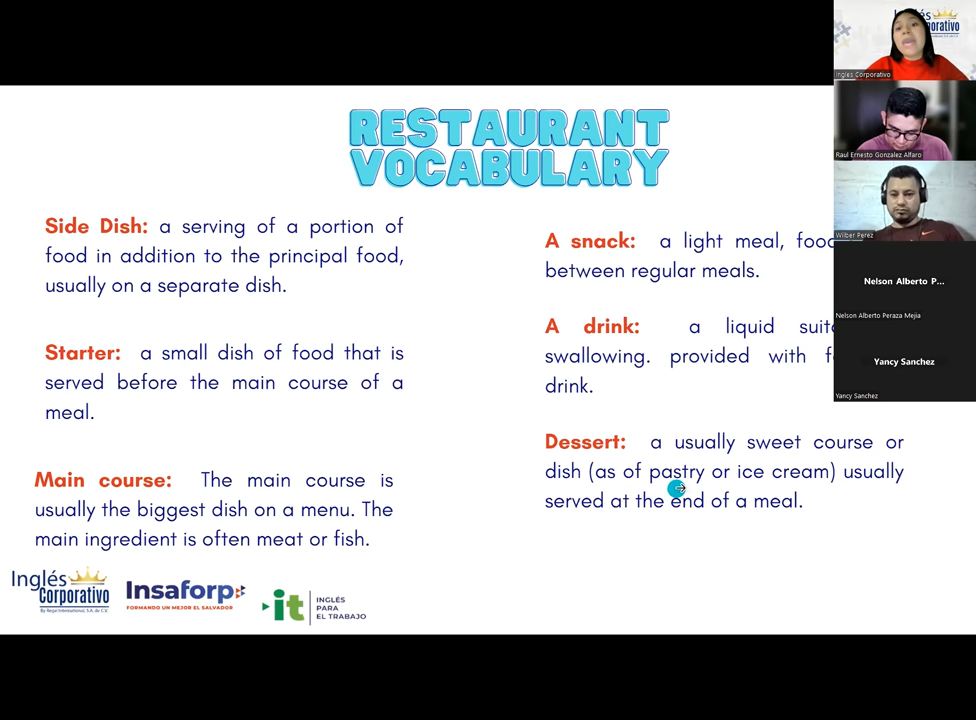 RESTAURANT
VOCABULARY
Side Dish: a serving of a portion of
food in addition to the principal food,
usually on a separate dish.
Starter: a small dish of food that is
served before the main course of a
meal.
Main course: The main course is
usually the biggest dish on a menu. The
main ingredient is often meat or fish.
A snack: a light meal, food
between regular meals.
A drink: a liquid
swallowing. provided with
drink.
Dessert: a usually sweet course or
dish (as of pastry or ice cream) usually
served at the end of a meal.
Inglés
Corporativo
By Regal International, S.A. de C.V.
Insaforp
FORMANDO UN MEJOR EL SALVADOR
it
INGLÉS
PARA
EL TRABAJO
Inglés
Ingles Corporativo
Raul Ernesto Gonzalez Alfaro
Wilber Perez
Nelson Alberto P...
Nelson Alberto Peraza Mejia
Yancy Sanchez
Yancy Sanchez